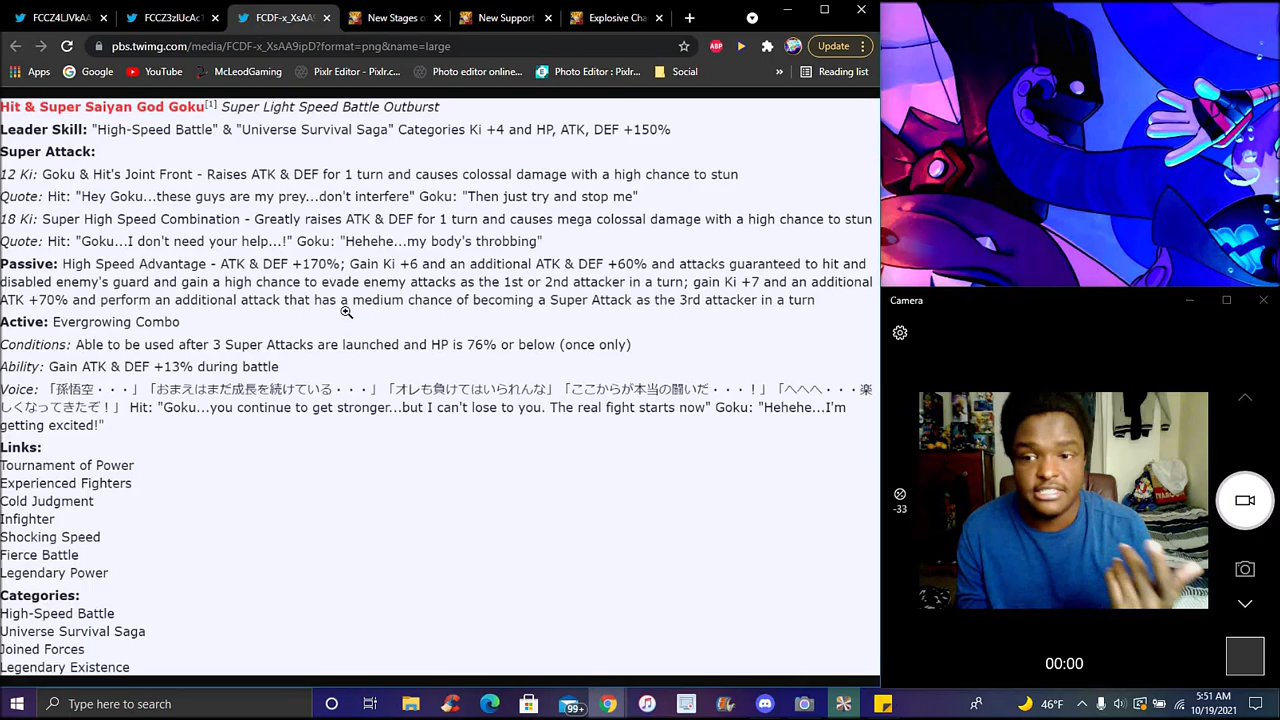 FCCZ4LJVkAA
FCCZ3zlUcAc1
FCDF-x_XsAA9
New Stages o
New Support
Explosive Cha
pbs.twimg.com/media/FCDF-x_XsAA9ipD?format=png&name=large
ABP
Update
Apps
Google
YouTube
McLeodGaming
Pixlr Editor - Pixlr.c...
Photo editor online...
Photo Editor : Pixlr...
Social
»
Reading list
Hit & Super Saiyan God Goku[1] Super Light Speed Battle Outburst
Leader Skill: "High-Speed Battle" & "Universe Survival Saga" Categories Ki +4 and HP, ATK, DEF +150%
Super Attack:
12 Ki: Goku & Hit's Joint Front - Raises ATK & DEF for 1 turn and causes colossal damage with a high chance to stun
Quote: Hit: "Hey Goku...these guys are my prey...don't interfere" Goku: "Then just try and stop me"
18 Ki: Super High Speed Combination - Greatly raises ATK & DEF for 1 turn and causes mega colossal damage with a high chance to stun
Quote: Hit: "Goku...I don't need your help...!" Goku: "Hehehe...my body's throbbing"
Passive: High Speed Advantage - ATK & DEF +170%; Gain Ki +6 and an additional ATK & DEF +60% and attacks guaranteed to hit and
disabled enemy's guard and gain a high chance to evade enemy attacks as the 1st or 2nd attacker in a turn; gain Ki +7 and an additional
ATK +70% and perform an additional attack that has a medium chance of becoming a Super Attack as the 3rd attacker in a turn
Active: Evergrowing Combo
Conditions: Able to be used after 3 Super Attacks are launched and HP is 76% or below (once only)
Ability: Gain ATK & DEF +13% during battle
Voice: 「孫悟空・・・」「おまえはまだ成長を続けている・・・」「オレも負けてはいられんな」「ここからが本当の闘いだ・・・！」「へへへ・・・楽
しくなってきたぞ！」 Hit: "Goku...you continue to get stronger...but I can't lose to you. The real fight starts now" Goku: "Hehehe...I'm
getting excited!"
Links:
Tournament of Power
Experienced Fighters
Cold Judgment
Infighter
Shocking Speed
Fierce Battle
Legendary Power
Categories:
High-Speed Battle
Universe Survival Saga
Joined Forces
Legendary Existence
Camera
-33
00:00
Type here to search
99+
46°F
5:51 AM
10/19/2021